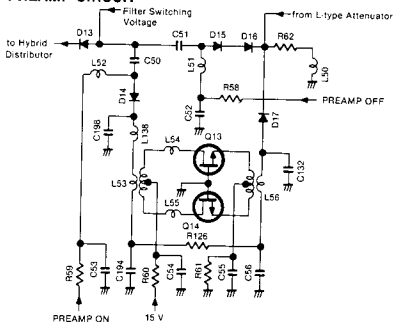 Filter Switching
Voltage
from L-type Attenuator
to Hybrid
Distributor
D13
C51
D15
D16
R62
L50
L52
C50
L51
R58
PREAMP OFF
D14
C52
D17
C198
L138
L54
Q13
C132
L53
L56
L55
Q14
R126
R59
C53
C194
R60
C54
R61
C55
C56
PREAMP ON
15 V